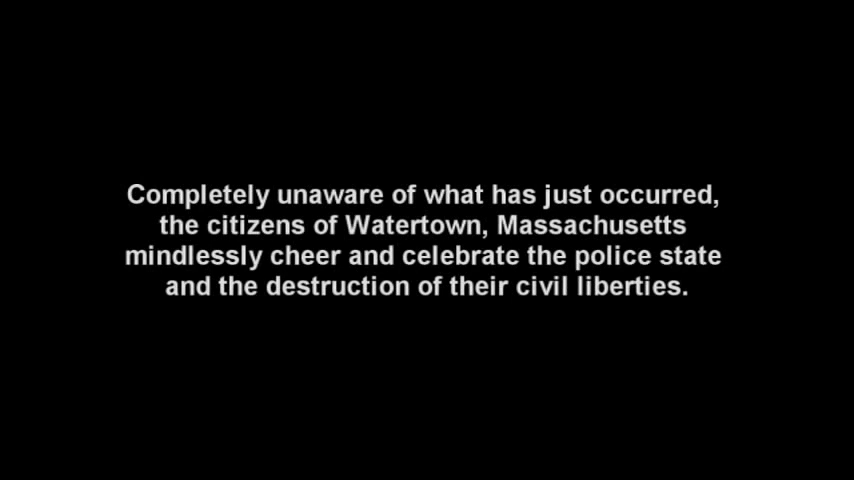 Completely unaware of what has just occurred,
the citizens of Watertown, Massachusetts
mindlessly cheer and celebrate the police state
and the destruction of their civil liberties.